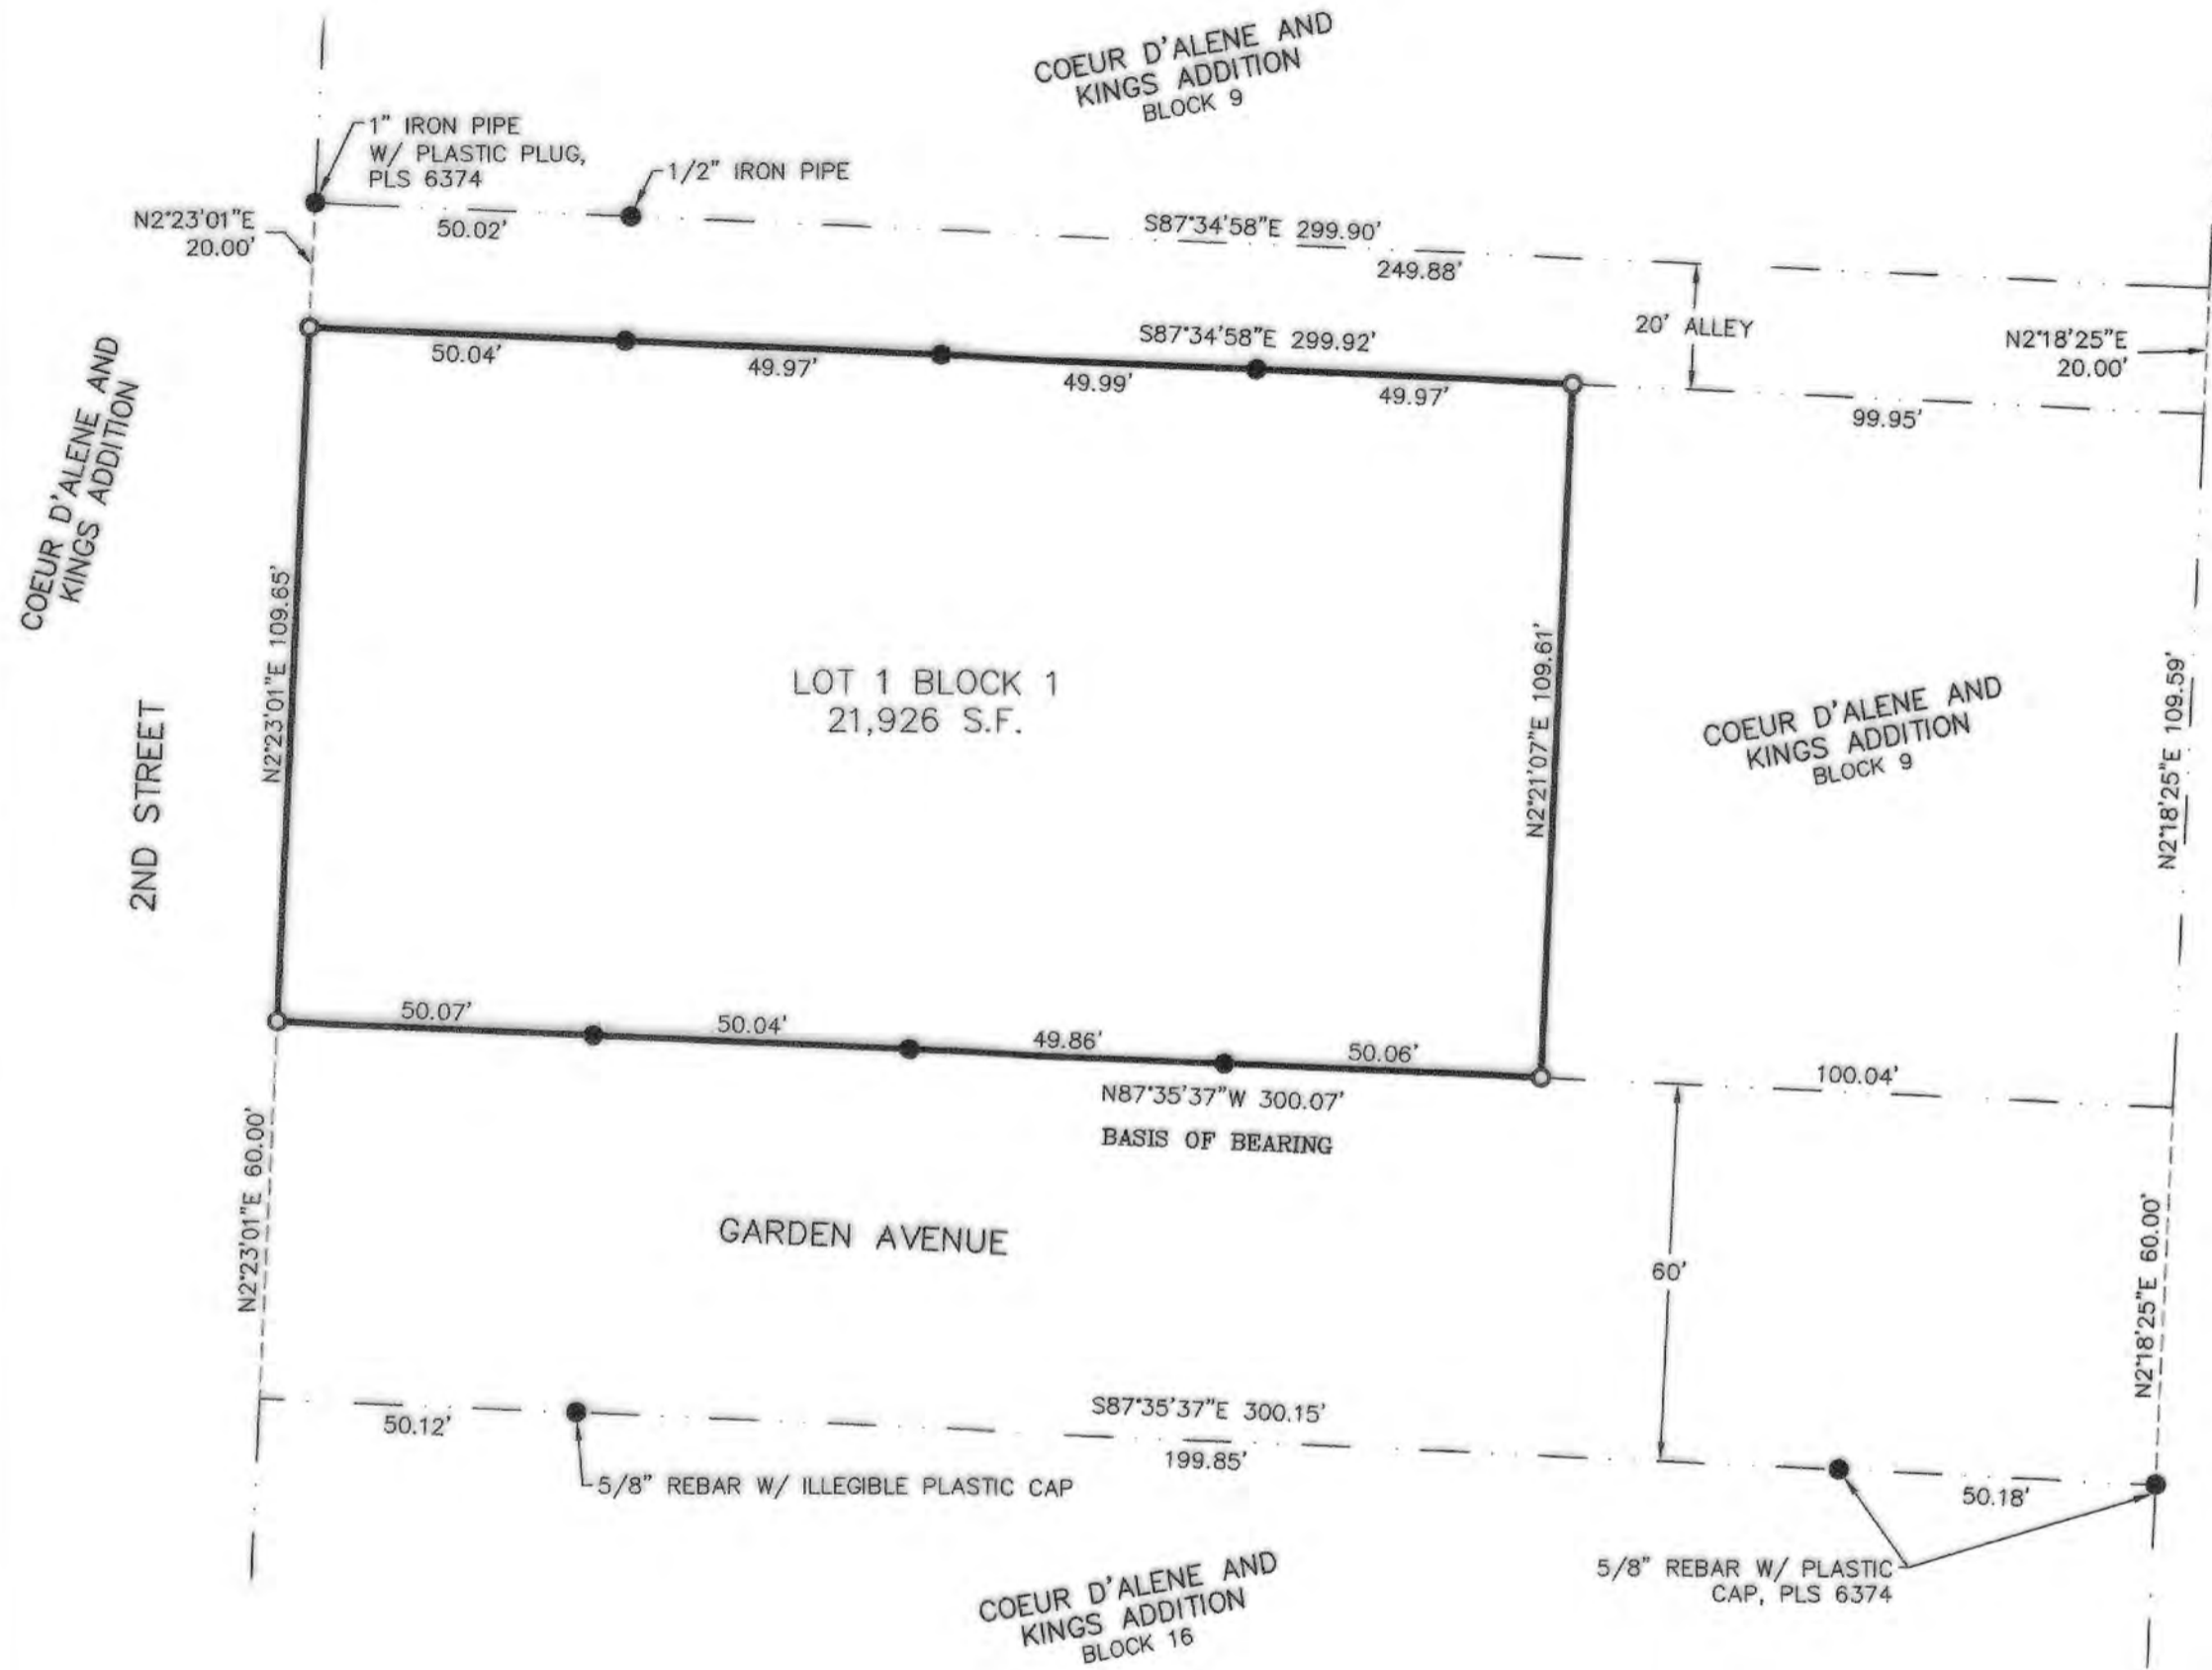 COEUR D'ALENE AND
KINGS ADDITION
BLOCK 9
1" IRON PIPE
W/ PLASTIC PLUG,
PLS 6374
1/2" IRON PIPE
N2°23'01"E
20.00'
50.02'
S87°34'58"E 299.90'
249.88'
20' ALLEY
N2°18'25"E
20.00'
S87°34'58"E 299.92'
50.04'
49.97'
49.99'
49.97'
99.95'
COEUR D'ALENE AND
KINGS ADDITION
2ND STREET
N2°23'01"E 109.65'
LOT 1 BLOCK 1
21,926 S.F.
N2°21'07"E 109.61'
COEUR D'ALENE AND
KINGS ADDITION
BLOCK 9
N2°18'25"E 109.59'
50.07'
50.04'
49.86'
50.06'
100.04'
N87°35'37"W 300.07'
BASIS OF BEARING
N2°23'01"E 60.00'
GARDEN AVENUE
60'
N2°18'25"E 60.00'
50.12'
S87°35'37"E 300.15'
199.85'
50.18'
5/8" REBAR W/ ILLEGIBLE PLASTIC CAP
5/8" REBAR W/ PLASTIC
CAP, PLS 6374
COEUR D'ALENE AND
KINGS ADDITION
BLOCK 16